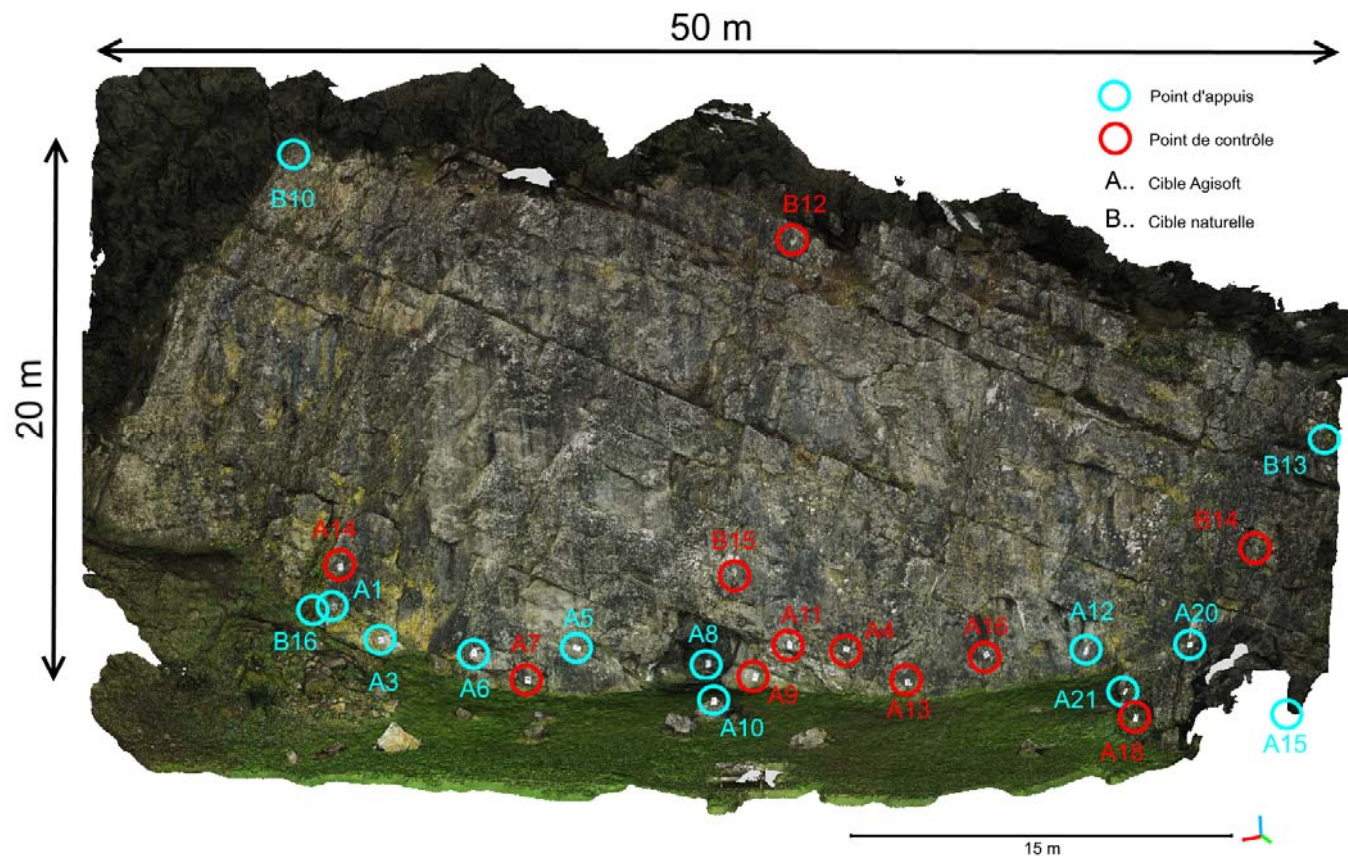 50 m
Point d'appuis
Point de contrôle
A.. Cible Agisoft
B.. Cible naturelle
20 m
B10
B12
B13
A14
B15
B14
A1
B16
A3
A6
A7
A5
A8
A10
A9
A11
A4
A13
A16
A12
A20
A21
A18
A15
15 m